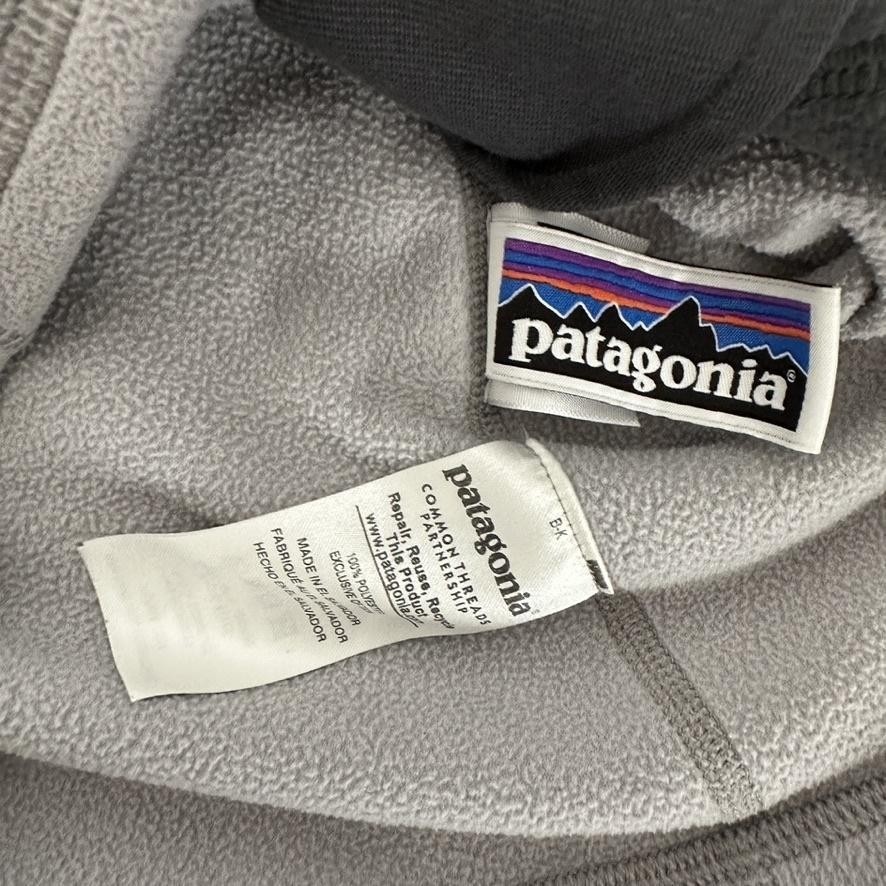 patagonia®
B-K
patagonia®
COMMON THREADS
PARTNERSHIP
Repair, Reuse, Recycle
This Product
www.patagonia.
100% POLYESTER
EXCLUSIVE
MADE IN EL SALVADOR
FABRIQUÉ AU EL SALVADOR
HECHO EN EL SALVADOR